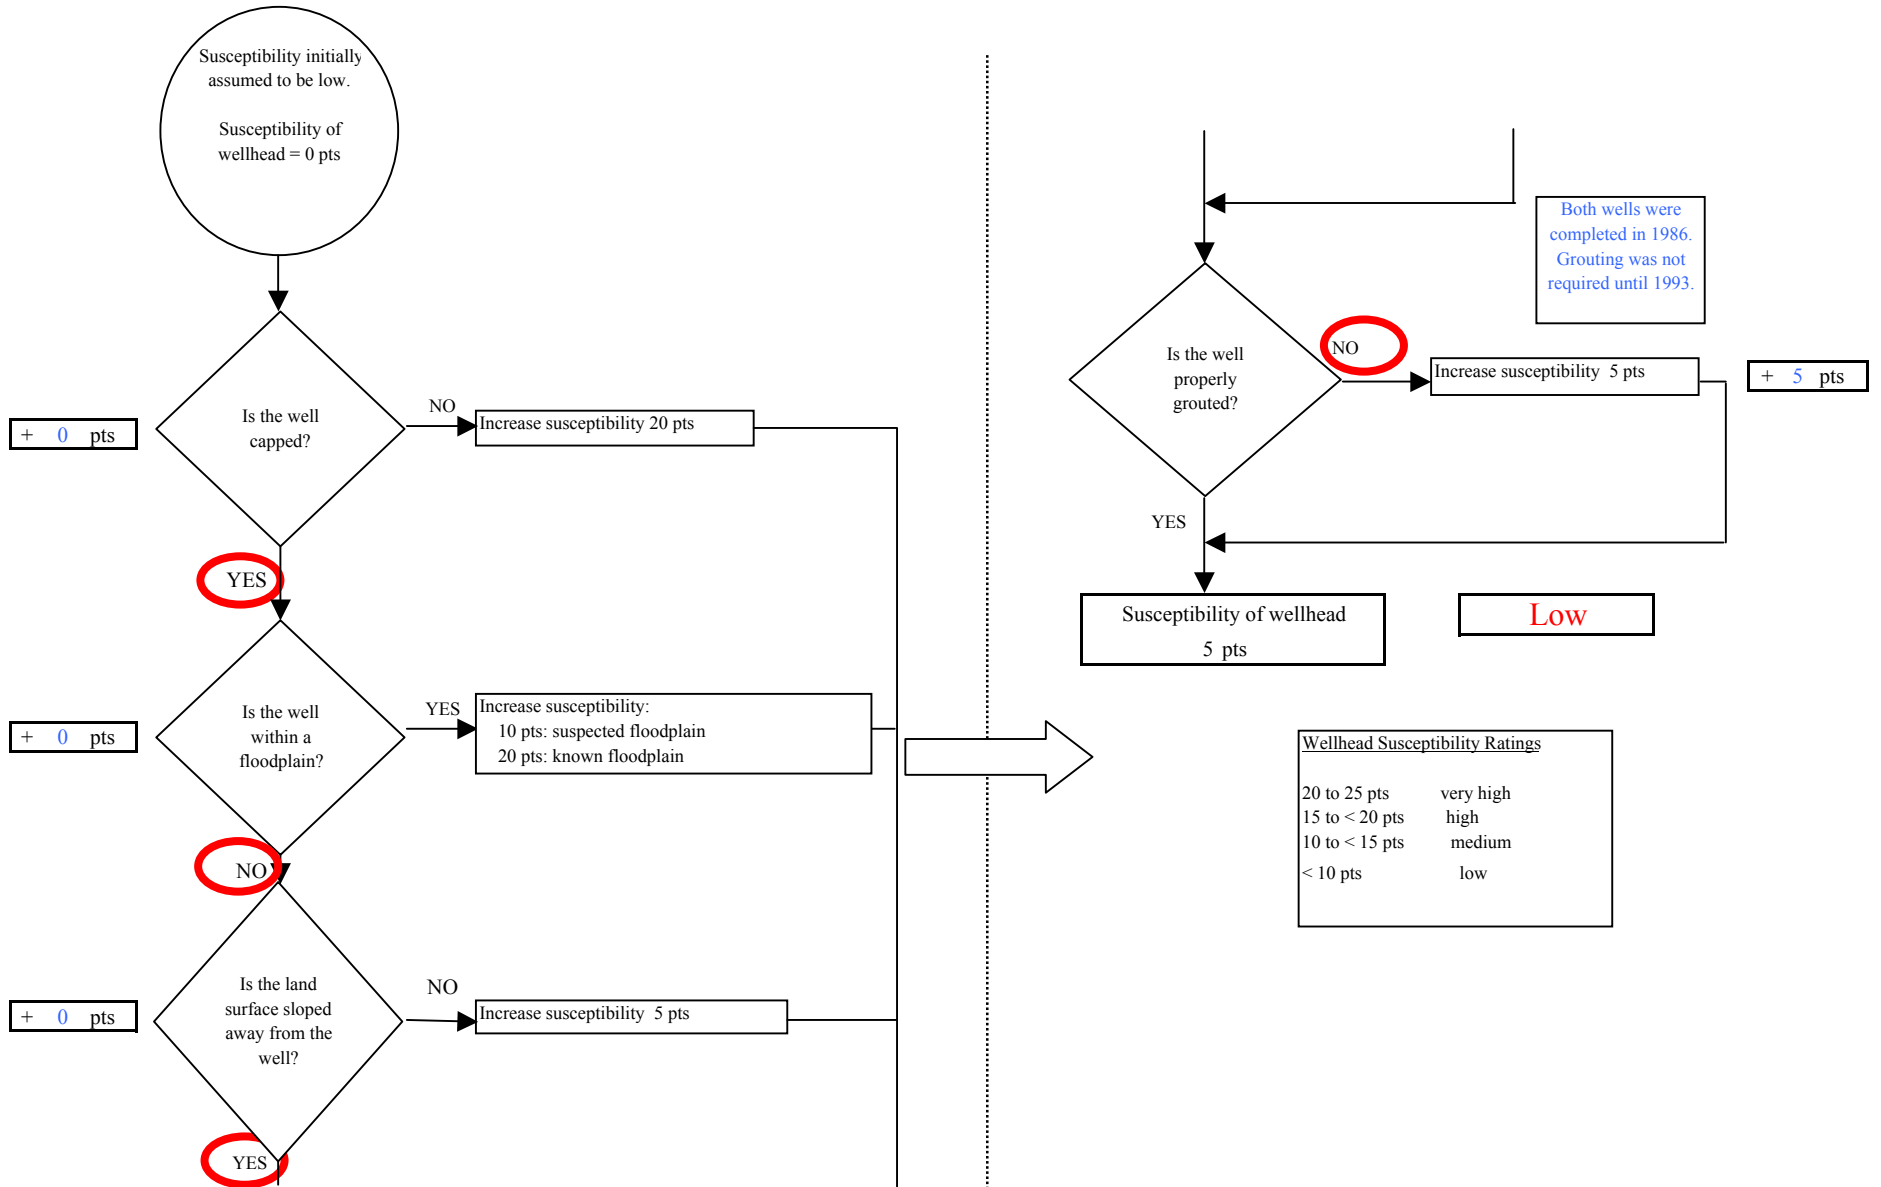 Susceptibility initially
assumed to be low.
Susceptibility of
wellhead = 0 pts
Is the well
capped?
NO
Increase susceptibility 20 pts
+ 0 pts
YES
Is the well
within a
floodplain?
YES
Increase susceptibility:
10 pts: suspected floodplain
20 pts: known floodplain
+ 0 pts
NO
Is the land
surface sloped
away from the
well?
NO
Increase susceptibility 5 pts
+ 0 pts
YES
Both wells were
completed in 1986.
Grouting was not
required until 1993.
Is the well
properly
grouted?
NO
Increase susceptibility 5 pts
+ 5 pts
YES
Susceptibility of wellhead
5 pts
Low
Wellhead Susceptibility Ratings
20 to 25 pts very high
15 to < 20 pts high
10 to < 15 pts medium
< 10 pts low